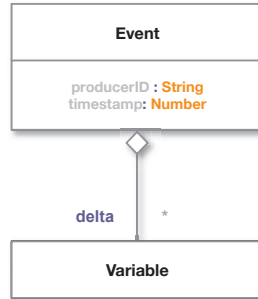 Event
producerID : String
timestamp: Number
delta *
Variable